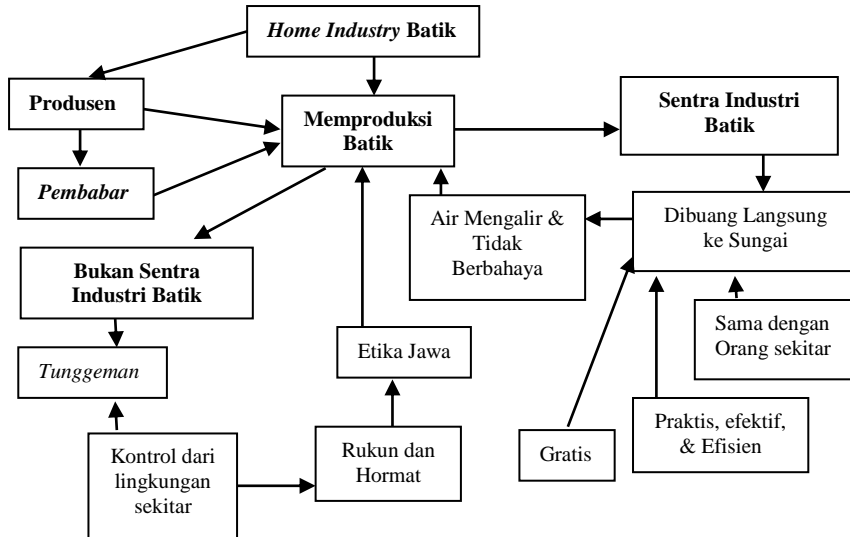 Home Industry Batik
Produsen
Memproduksi
Batik
Sentra Industri
Batik
Pembabar
Air Mengalir &
Tidak
Berbahaya
Dibuang Langsung
ke Sungai
Bukan Sentra
Industri Batik
Sama dengan
Orang sekitar
Tunggeman
Etika Jawa
Praktis, efektif,
& Efisien
Kontrol dari
lingkungan
sekitar
Rukun dan
Hormat
Gratis